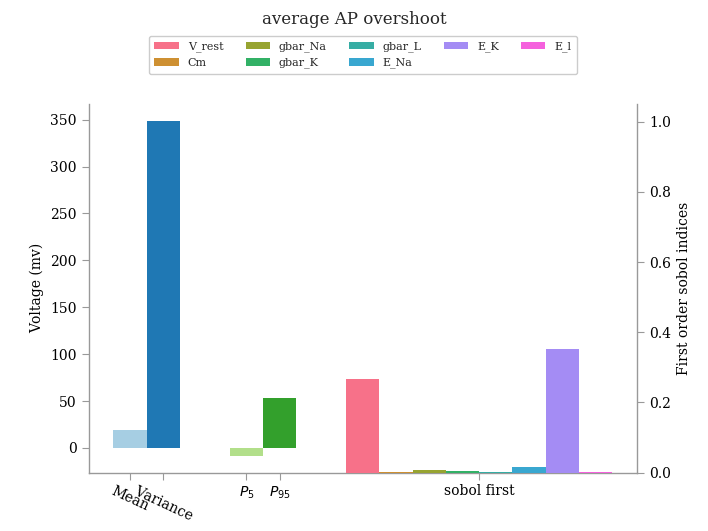 average AP overshoot
V_rest gbar_Na gbar_L E_K E_l
Cm gbar_K E_Na
350
300
250
200
150
100
50
0
Voltage (mv)
1.0
0.8
0.6
0.4
0.2
0.0
First order sobol indices
Mean Variance P5 P95 sobol first